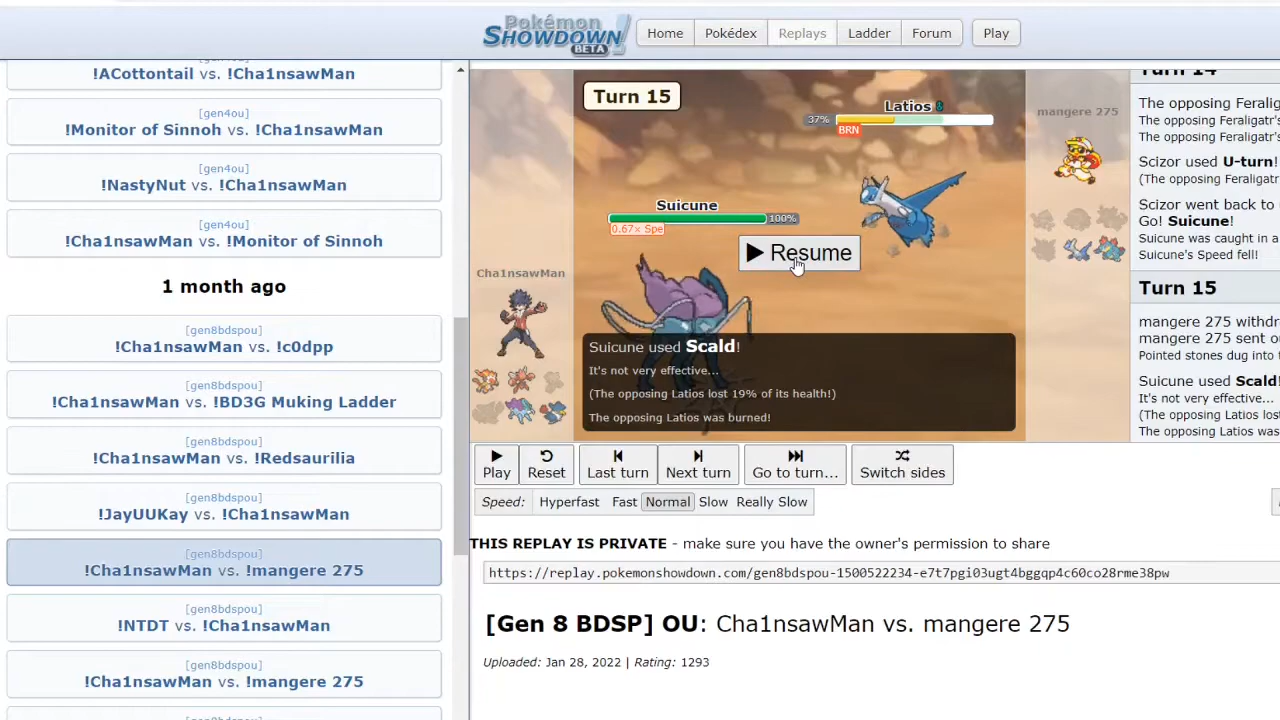 Pokémon
SHOWDOWN!
BETA
Home
Pokédex
Replays
Ladder
Forum
Play
!ACottontail vs. !Cha1nsawMan
[gen4ou]
!Monitor of Sinnoh vs. !Cha1nsawMan
[gen4ou]
!NastyNut vs. !Cha1nsawMan
[gen4ou]
!Cha1nsawMan vs. !Monitor of Sinnoh
1 month ago
[gen8bdspou]
!Cha1nsawMan vs. !c0dpp
[gen8bdspou]
!Cha1nsawMan vs. !BD3G Muking Ladder
[gen8bdspou]
!Cha1nsawMan vs. !Redsaurilia
[gen8bdspou]
!JayUUKay vs. !Cha1nsawMan
[gen8bdspou]
!Cha1nsawMan vs. !mangere 275
[gen8bdspou]
!NTDT vs. !Cha1nsawMan
[gen8bdspou]
!Cha1nsawMan vs. !mangere 275
Turn 15
Latios
37%
BRN
Suicune
100%
0.67× Spe
Resume
Cha1nsawMan
mangere 275
Suicune used Scald!
It's not very effective...
(The opposing Latios lost 19% of its health!)
The opposing Latios was burned!
Turn 14
The opposing Feralig
The opposing Feraligatr's
The opposing Feraligatr's
Scizor used U-turn!
(The opposing Feraligatr
Scizor went back to
Go! Suicune!
Suicune was caught in a
Suicune's Speed fell!
Turn 15
mangere 275 withdr
mangere 275 sent o
Pointed stones dug into
Suicune used Scald!
It's not very effective...
(The opposing Latios los
The opposing Latios was
Play
Reset
Last turn
Next turn
Go to turn...
Switch sides
Speed:
Hyperfast
Fast
Normal
Slow
Really Slow
THIS REPLAY IS PRIVATE - make sure you have the owner's permission to share
https://replay.pokemonshowdown.com/gen8bdspou-1500522234-e7t7pgi03ugt4bggqp4c60co28rme38pw
[Gen 8 BDSP] OU: Cha1nsawMan vs. mangere 275
Uploaded: Jan 28, 2022 | Rating: 1293